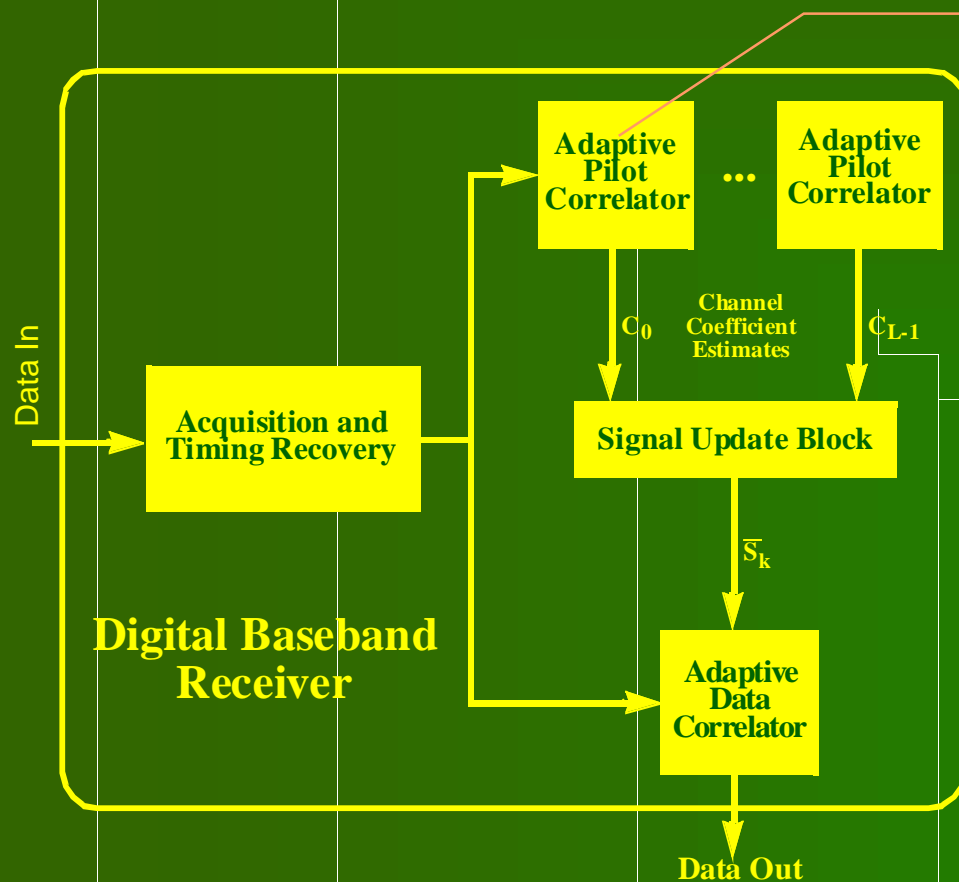 Adaptive
Pilot
Correlator
...
Adaptive
Pilot
Correlator
C0
Channel
Coefficient
Estimates
CL-1
Data In
Acquisition and
Timing Recovery
Signal Update Block
S̅k
Digital Baseband
Receiver
Adaptive
Data
Correlator
Data Out